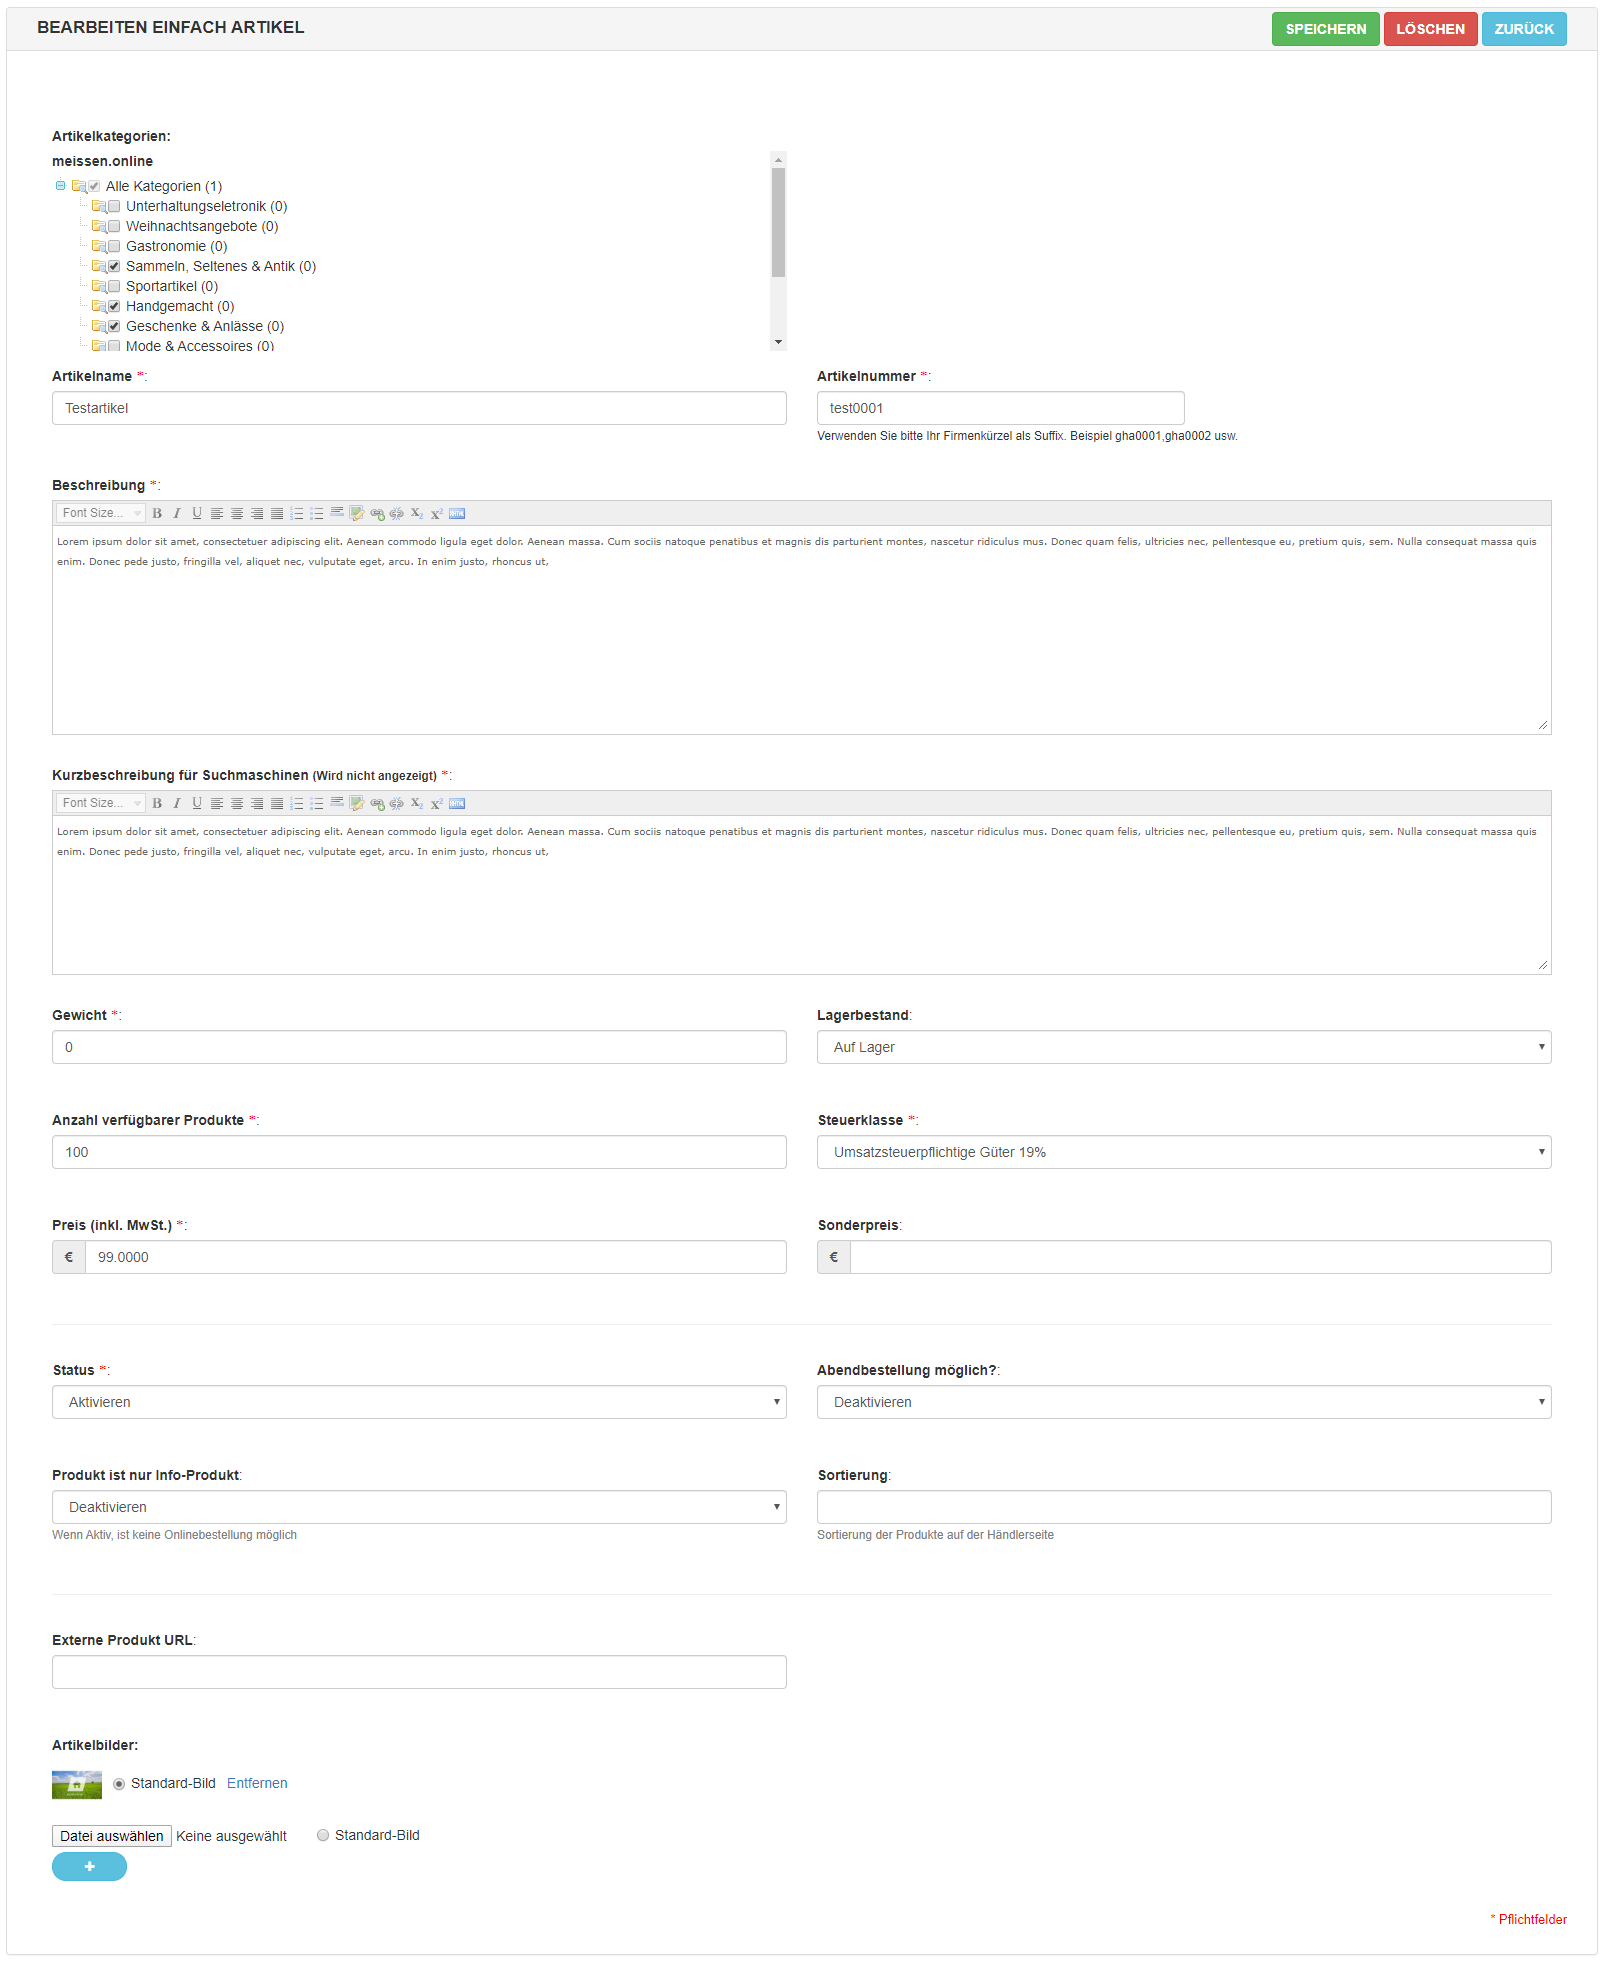 BEARBEITEN EINFACH ARTIKEL
SPEICHERN LÖSCHEN ZURÜCK
Artikelkategorien:
meissen.online
Alle Kategorien (1)
Unterhaltungseletronik (0)
Weihnachtsangebote (0)
Gastronomie (0)
Sammeln, Seltenes & Antik (0)
Sportartikel (0)
Handgemacht (0)
Geschenke & Anlässe (0)
Mode & Accessoires (0)
Artikelname *:
Testartikel
Artikelnummer *:
test0001
Verwenden Sie bitte Ihr Firmenkürzel als Suffix. Beispiel gha0001,gha0002 usw.
Beschreibung *:
Font Size...
Lorem ipsum dolor sit amet, consectetuer adipiscing elit. Aenean commodo ligula eget dolor. Aenean massa. Cum sociis natoque penatibus et magnis dis parturient montes, nascetur ridiculus mus. Donec quam felis, ultricies nec, pellentesque eu, pretium quis, sem. Nulla consequat massa quis
enim. Donec pede justo, fringilla vel, aliquet nec, vulputate eget, arcu. In enim justo, rhoncus ut,
Kurzbeschreibung für Suchmaschinen (Wird nicht angezeigt) *:
Font Size...
Lorem ipsum dolor sit amet, consectetuer adipiscing elit. Aenean commodo ligula eget dolor. Aenean massa. Cum sociis natoque penatibus et magnis dis parturient montes, nascetur ridiculus mus. Donec quam felis, ultricies nec, pellentesque eu, pretium quis, sem. Nulla consequat massa quis
enim. Donec pede justo, fringilla vel, aliquet nec, vulputate eget, arcu. In enim justo, rhoncus ut,
Gewicht *:
0
Lagerbestand:
Auf Lager
Anzahl verfügbarer Produkte *:
100
Steuerklasse *:
Umsatzsteuerpflichtige Güter 19%
Preis (inkl. MwSt.) *:
€ 99.0000
Sonderpreis:
€
Status *:
Aktivieren
Abendbestellung möglich?:
Deaktivieren
Produkt ist nur Info-Produkt:
Deaktivieren
Wenn Aktiv, ist keine Onlinebestellung möglich
Sortierung:
Sortierung der Produkte auf der Händlerseite
Externe Produkt URL:
Artikelbilder:
Standard-Bild Entfernen
Datei auswählen Keine ausgewählt Standard-Bild
+
* Pflichtfelder